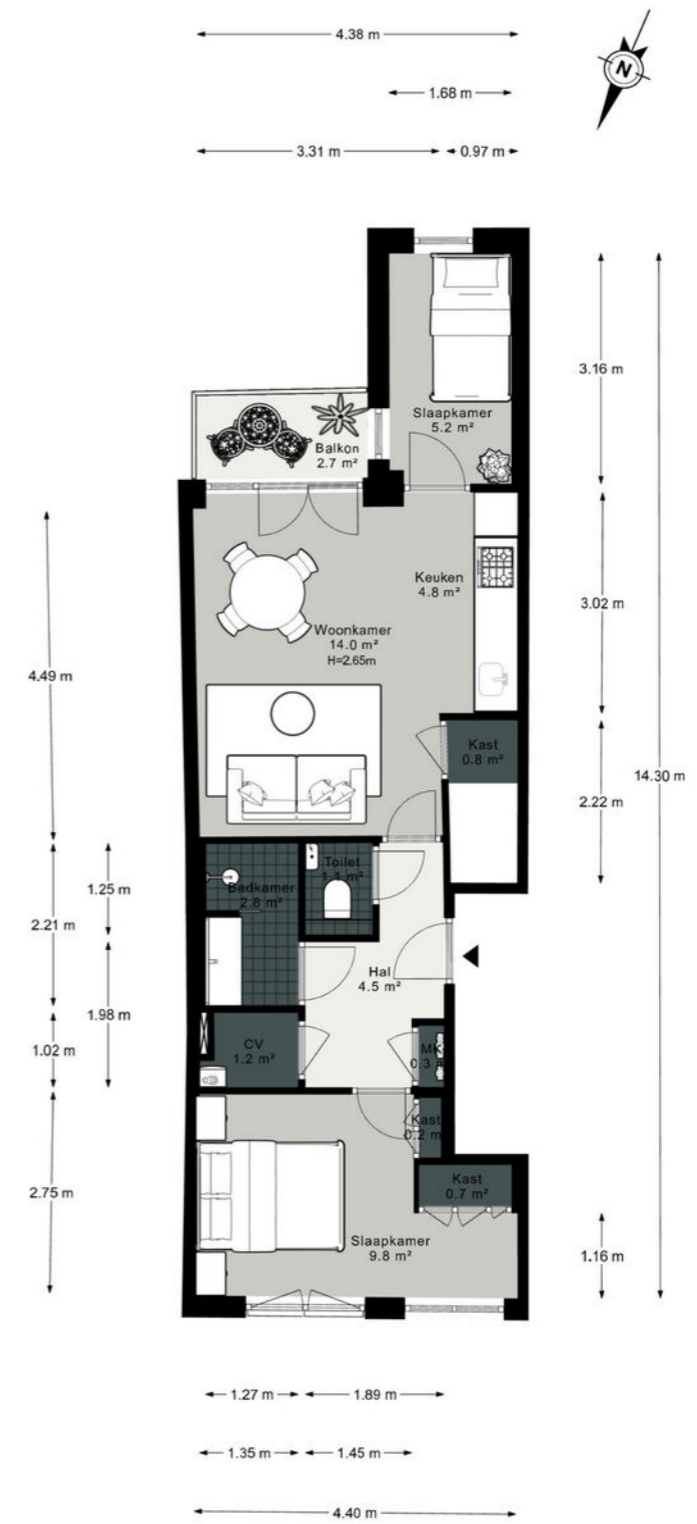 4.38 m
N
1.68 m
3.31 m
0.97 m
3.16 m
Slaapkamer
5.2 m²
Balkon
2.7 m²
Keuken
4.8 m²
3.02 m
Woonkamer
14.0 m²
H=2.65m
4.49 m
Kast
0.8 m²
14.30 m
2.22 m
Toilet
1.1 m²
1.25 m
Badkamer
2.8 m²
2.21 m
Hal
4.5 m²
1.98 m
CV
1.2 m²
MK
0.3 m
1.02 m
Kast
0.2 m
Kast
0.7 m²
2.75 m
Slaapkamer
9.8 m²
1.16 m
1.27 m
1.89 m
1.35 m
1.45 m
4.40 m